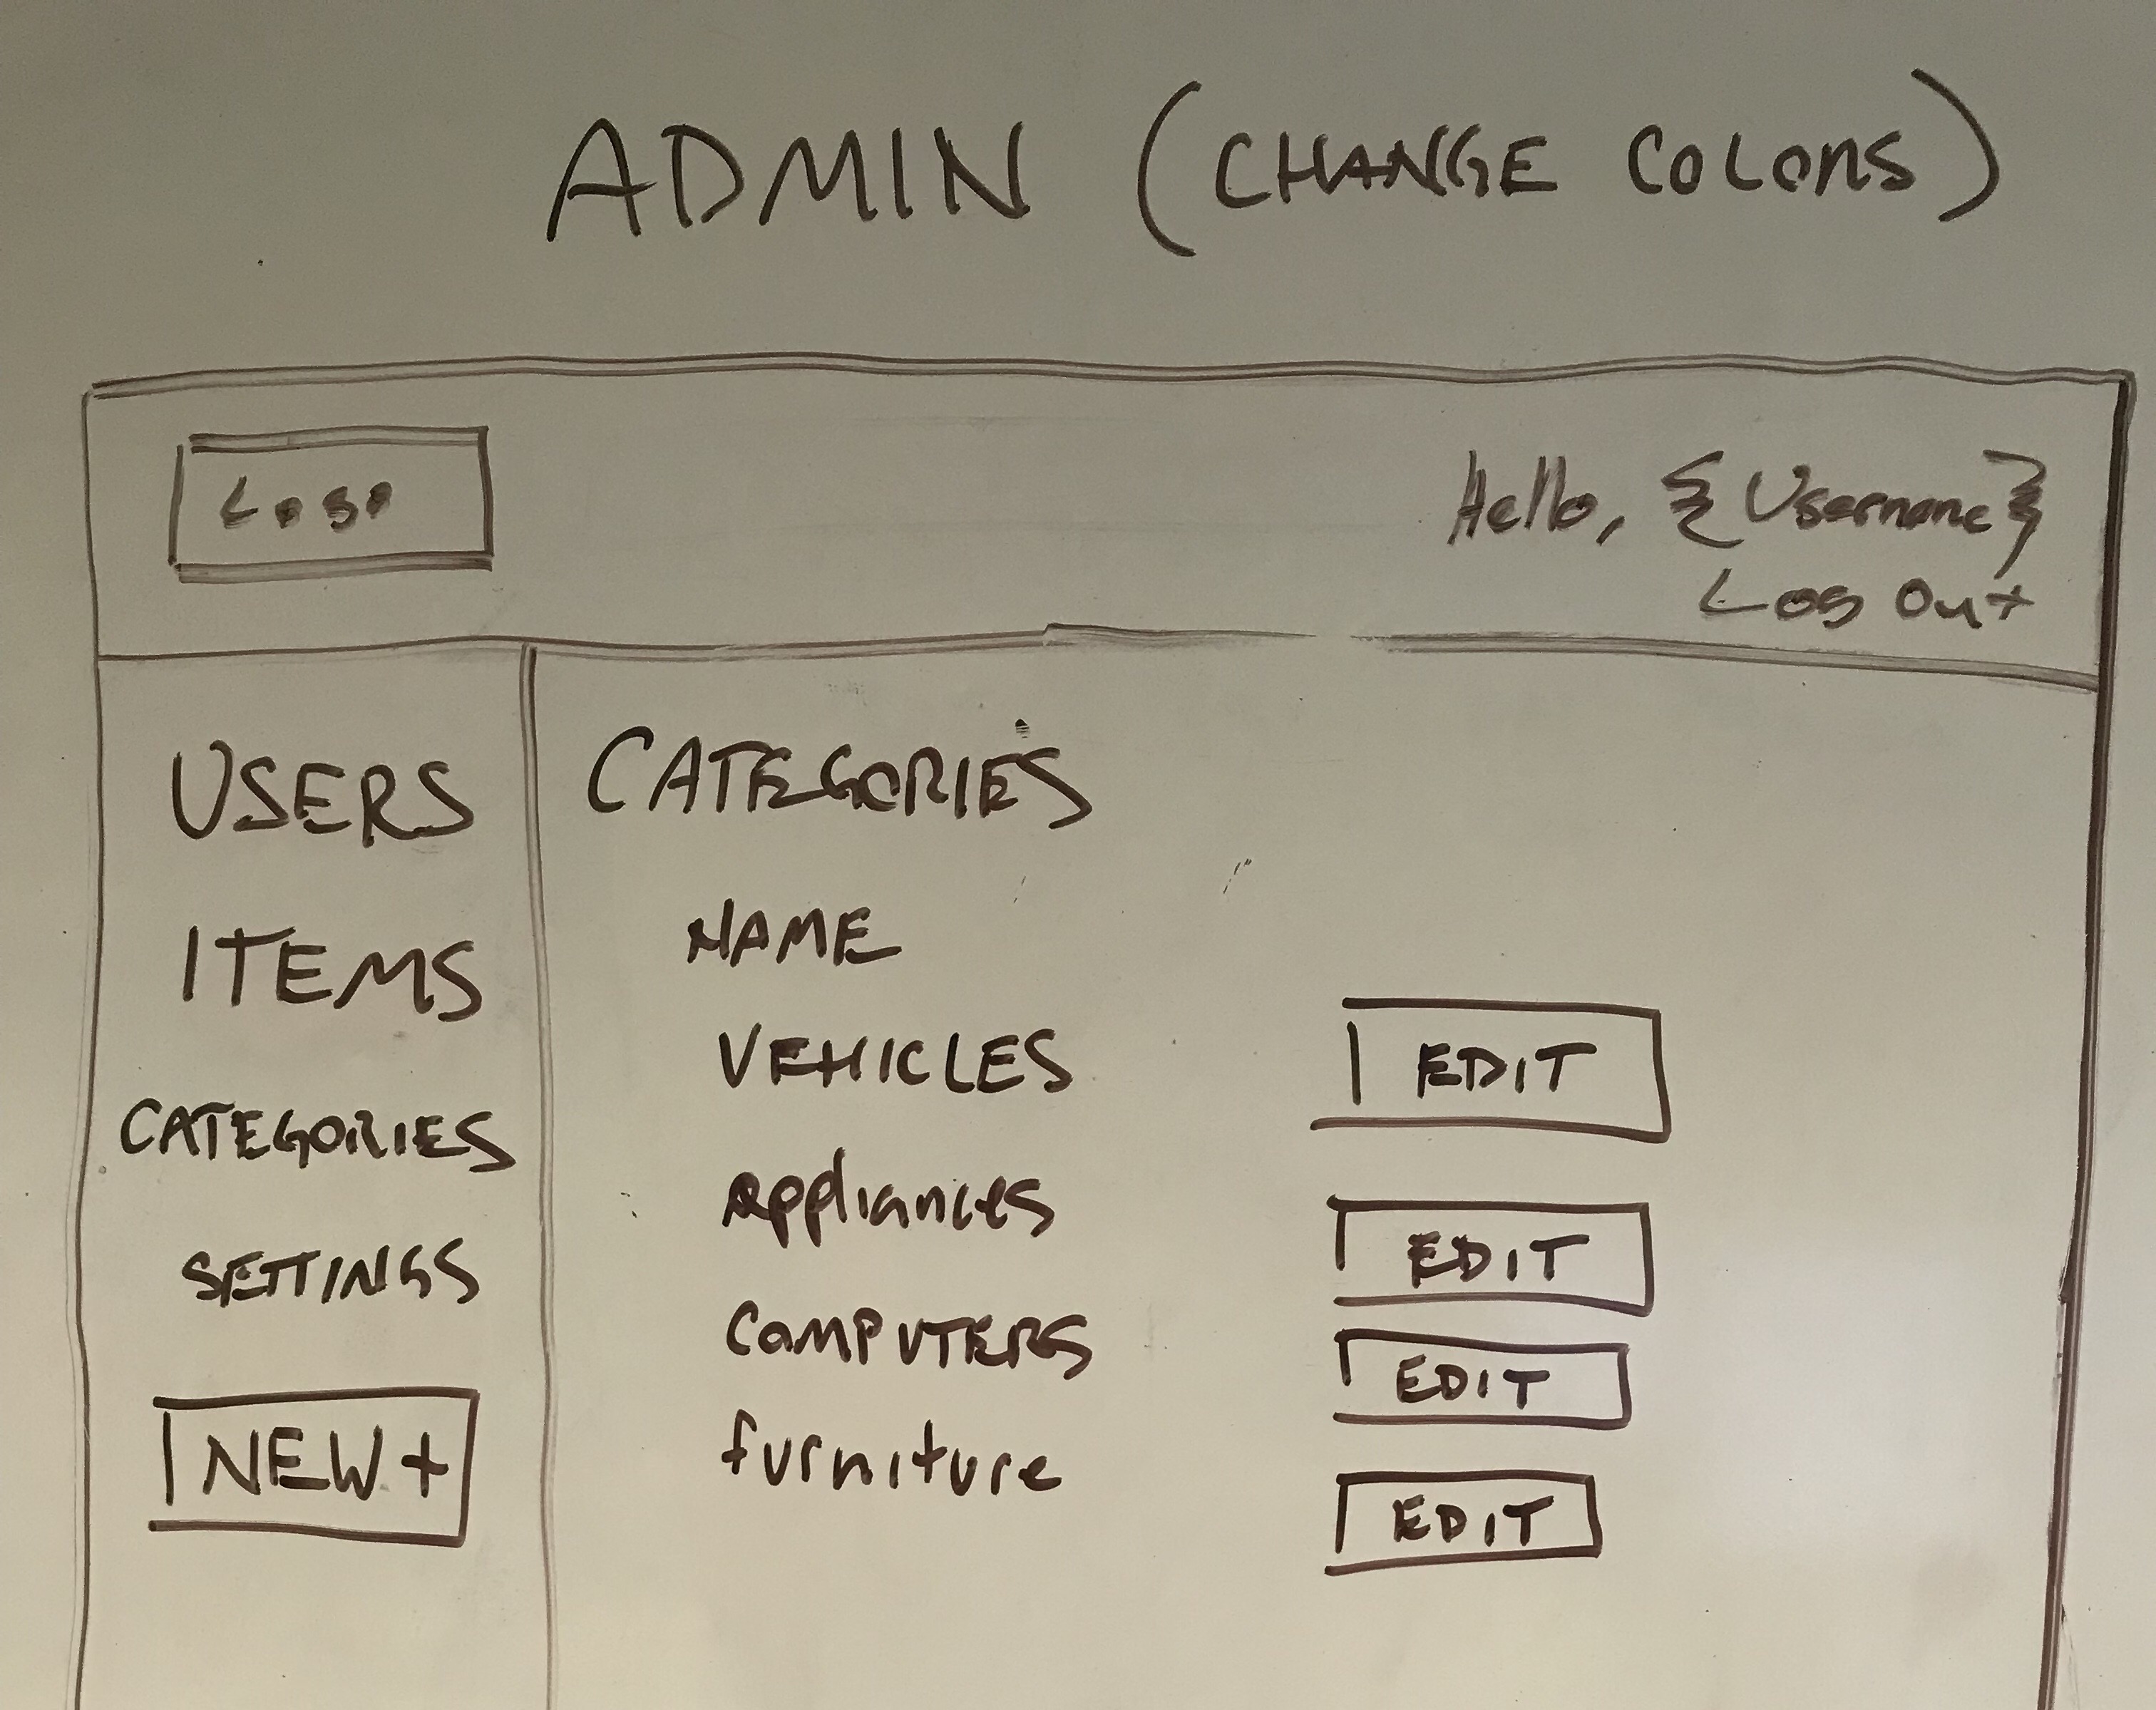 ADMIN (CHANGE COLORS)
Logo
Hello, {Username}
Log Out
USERS
ITEMS
CATEGORIES
SETTINGS
NEW+
CATEGORIES
NAME
VEHICLES EDIT
Appliances EDIT
COMPUTERS EDIT
furniture EDIT